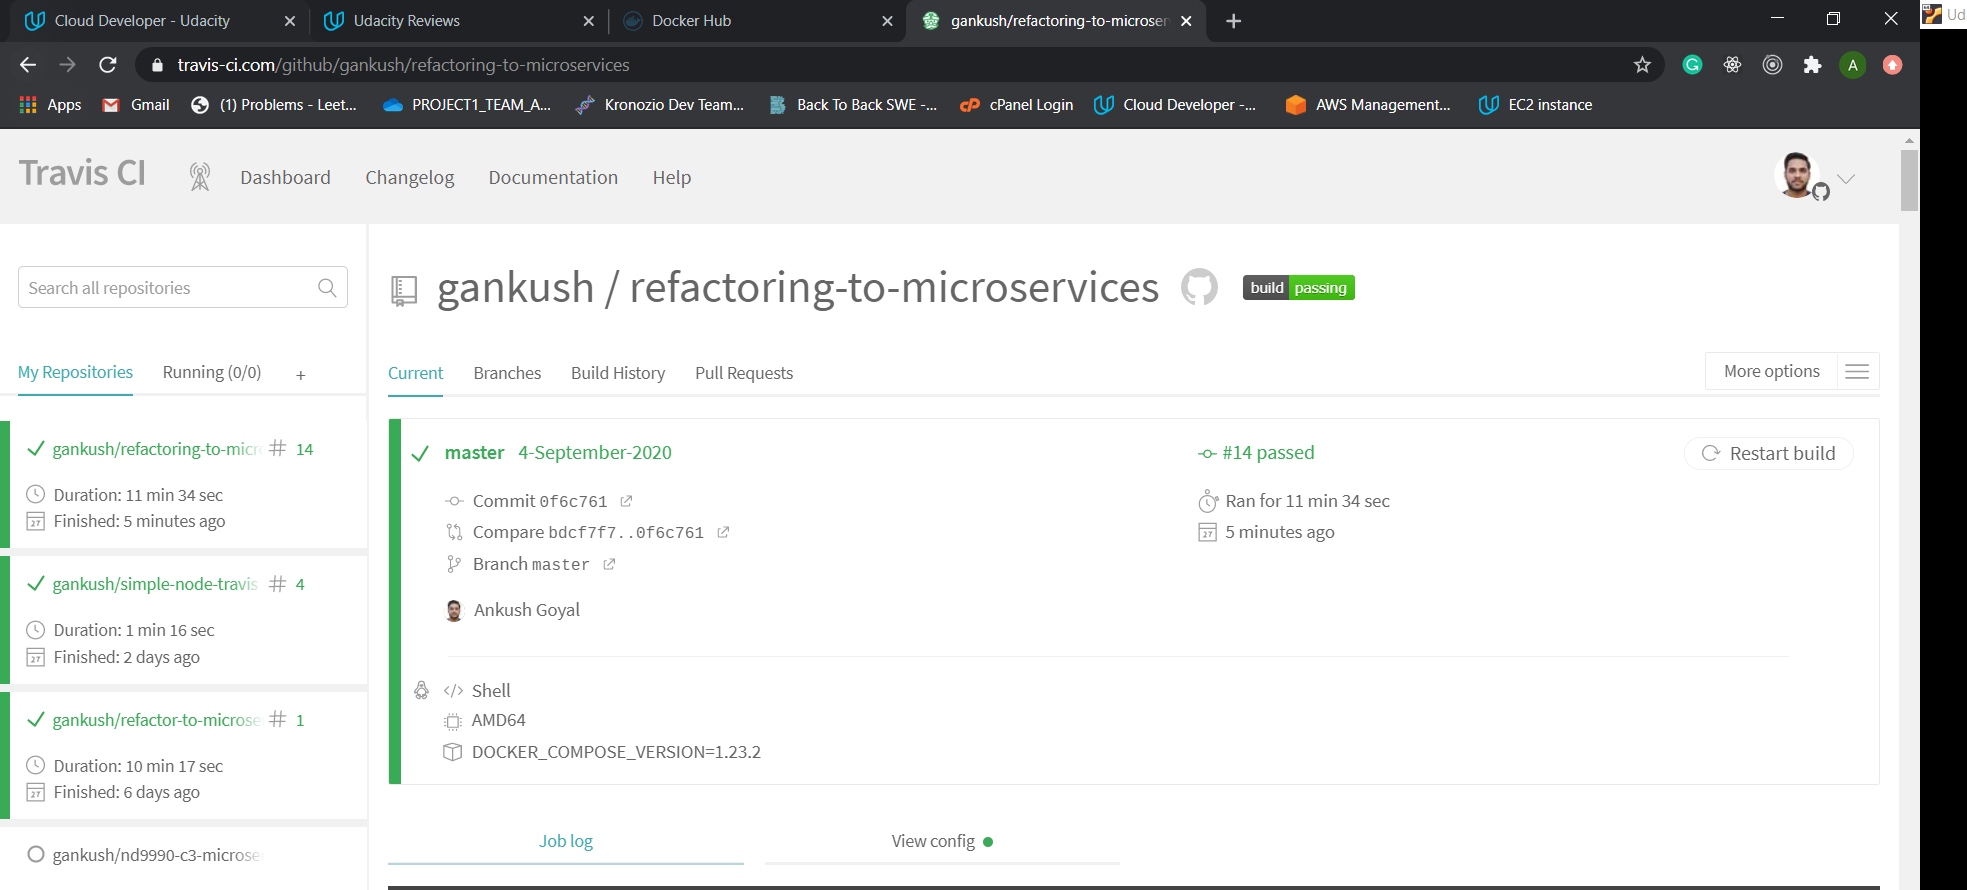 Cloud Developer - Udacity
Udacity Reviews
Docker Hub
gankush/refactoring-to-microser
Ud
travis-ci.com/github/gankush/refactoring-to-microservices
A
Apps
Gmail
(1) Problems - Leet...
PROJECT1_TEAM_A...
Kronozio Dev Team...
Back To Back SWE -...
cPanel Login
Cloud Developer -...
AWS Management...
EC2 instance
Travis CI
Dashboard
Changelog
Documentation
Help
Search all repositories
gankush / refactoring-to-microservices
build passing
My Repositories
Running (0/0)
+
Current
Branches
Build History
Pull Requests
More options
gankush/refactoring-to-micr # 14
Duration: 11 min 34 sec
Finished: 5 minutes ago
gankush/simple-node-travis # 4
Duration: 1 min 16 sec
Finished: 2 days ago
gankush/refactor-to-microse # 1
Duration: 10 min 17 sec
Finished: 6 days ago
gankush/nd9990-c3-microse
master 4-September-2020
#14 passed
Restart build
Commit 0f6c761
Ran for 11 min 34 sec
Compare bdcf7f7..0f6c761
5 minutes ago
Branch master
Ankush Goyal
Shell
AMD64
DOCKER_COMPOSE_VERSION=1.23.2
Job log
View config